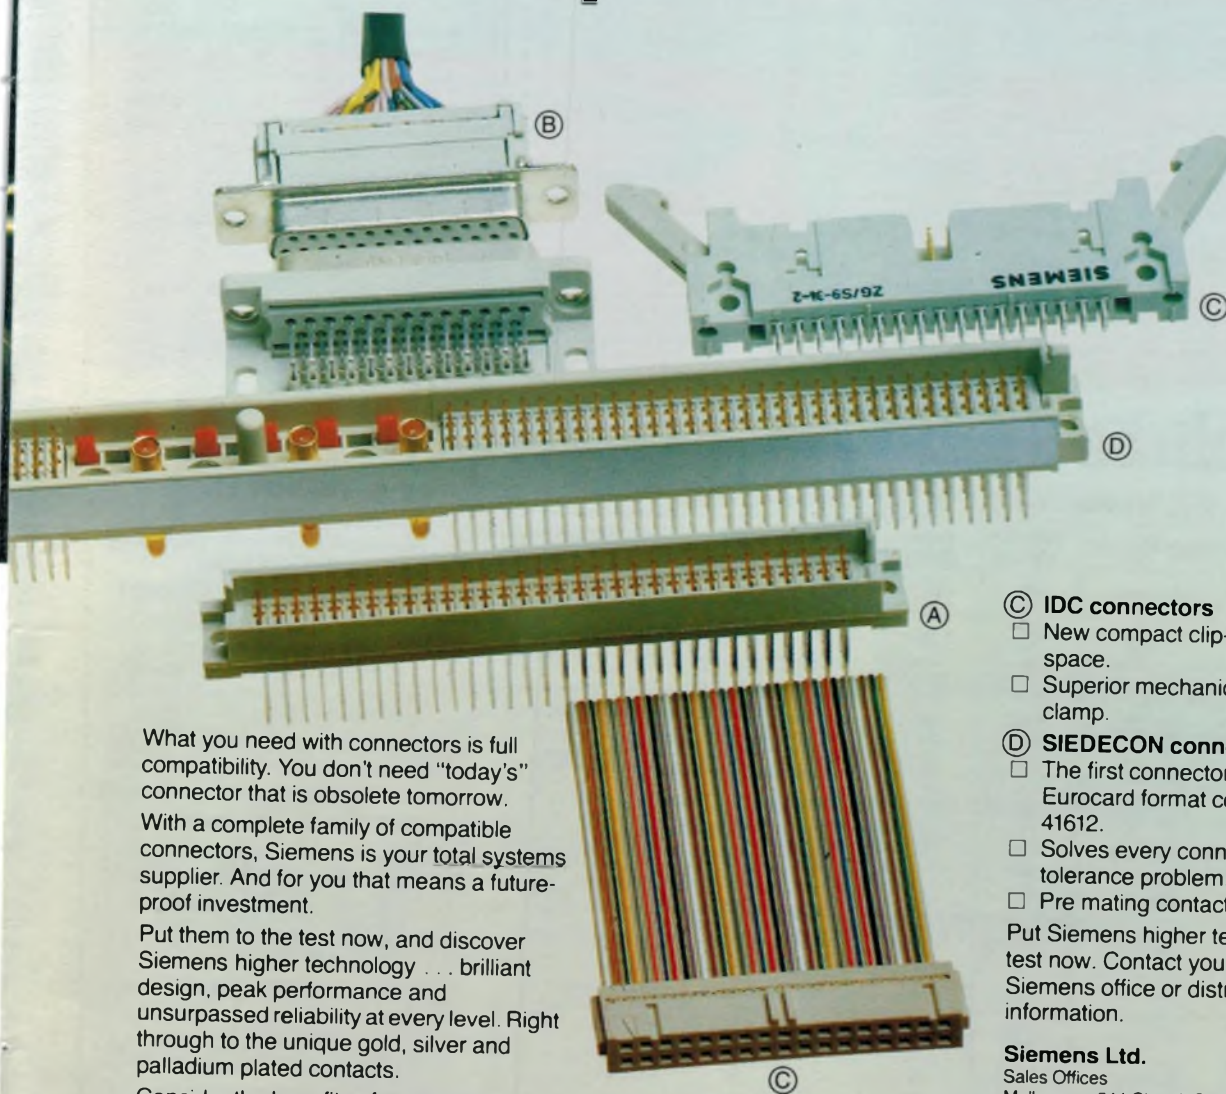 B
SIEMENS
ZG/S9-34-2
C
D
A
What you need with connectors is full
compatibility. You don't need "today's"
connector that is obsolete tomorrow.
With a complete family of compatible
connectors, Siemens is your total systems
supplier. And for you that means a future-
proof investment.
Put them to the test now, and discover
Siemens higher technology . . . brilliant
design, peak performance and
unsurpassed reliability at every level. Right
through to the unique gold, silver and
palladium plated contacts.
C
C IDC connectors
□ New compact clip-
space.
□ Superior mechanic
clamp.
D SIEDECON conn
□ The first connector
Eurocard format co
41612.
□ Solves every conn
tolerance problem
□ Pre mating contact
Put Siemens higher te
test now. Contact you
Siemens office or distr
information.
Siemens Ltd.
Sales Offices